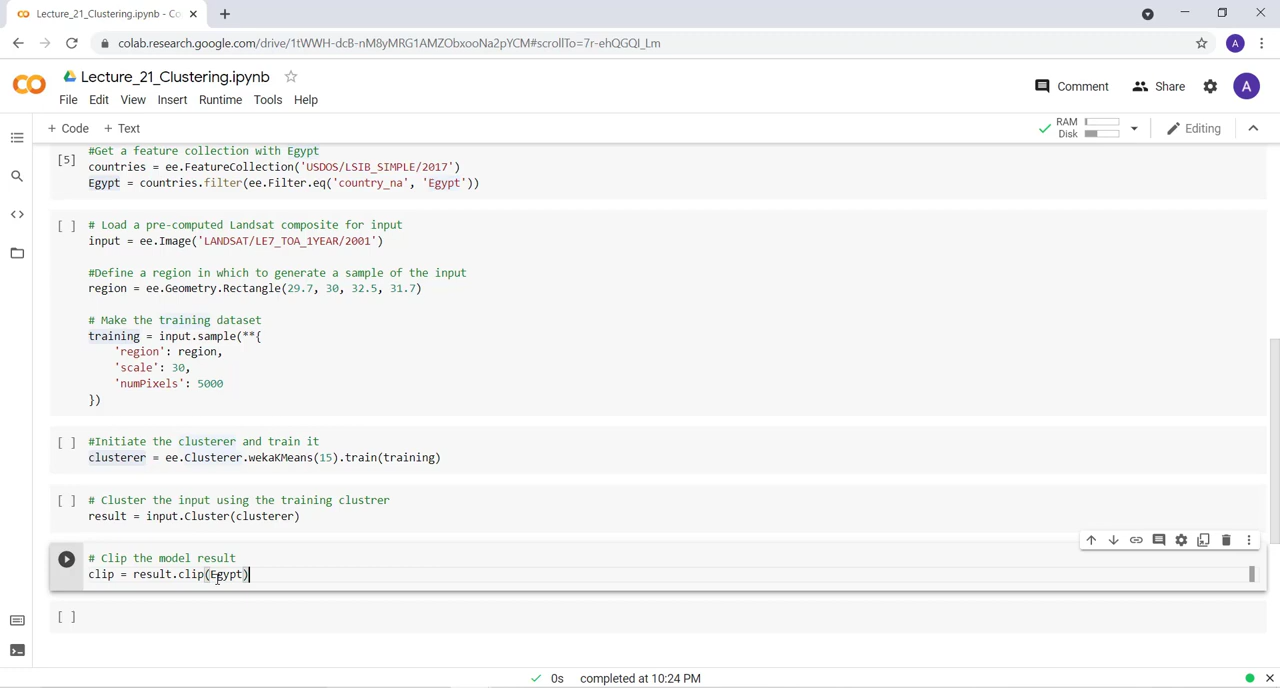 Lecture_21_Clustering.ipynb - Co
colab.research.google.com/drive/1tWWH-dcB-nM8yMRG1AMZObxooNa2pYCM#scrollTo=7r-ehQGQI_Lm
A
Lecture_21_Clustering.ipynb
Comment
Share
A
File Edit View Insert Runtime Tools Help
+ Code + Text
RAM
Disk
Editing
#Get a feature collection with Egypt
[5] countries = ee.FeatureCollection('USDOS/LSIB_SIMPLE/2017')
Egypt = countries.filter(ee.Filter.eq('country_na', 'Egypt'))
[ ] # Load a pre-computed Landsat composite for input
input = ee.Image('LANDSAT/LE7_TOA_1YEAR/2001')
#Define a region in which to generate a sample of the input
region = ee.Geometry.Rectangle(29.7, 30, 32.5, 31.7)
# Make the training dataset
training = input.sample(**{
'region': region,
'scale': 30,
'numPixels': 5000
})
[ ] #Initiate the clusterer and train it
clusterer = ee.Clusterer.wekaKMeans(15).train(training)
[ ] # Cluster the input using the training clustrer
result = input.Cluster(clusterer)
# Clip the model result
clip = result.clip(Egypt)
[ ]
0s completed at 10:24 PM